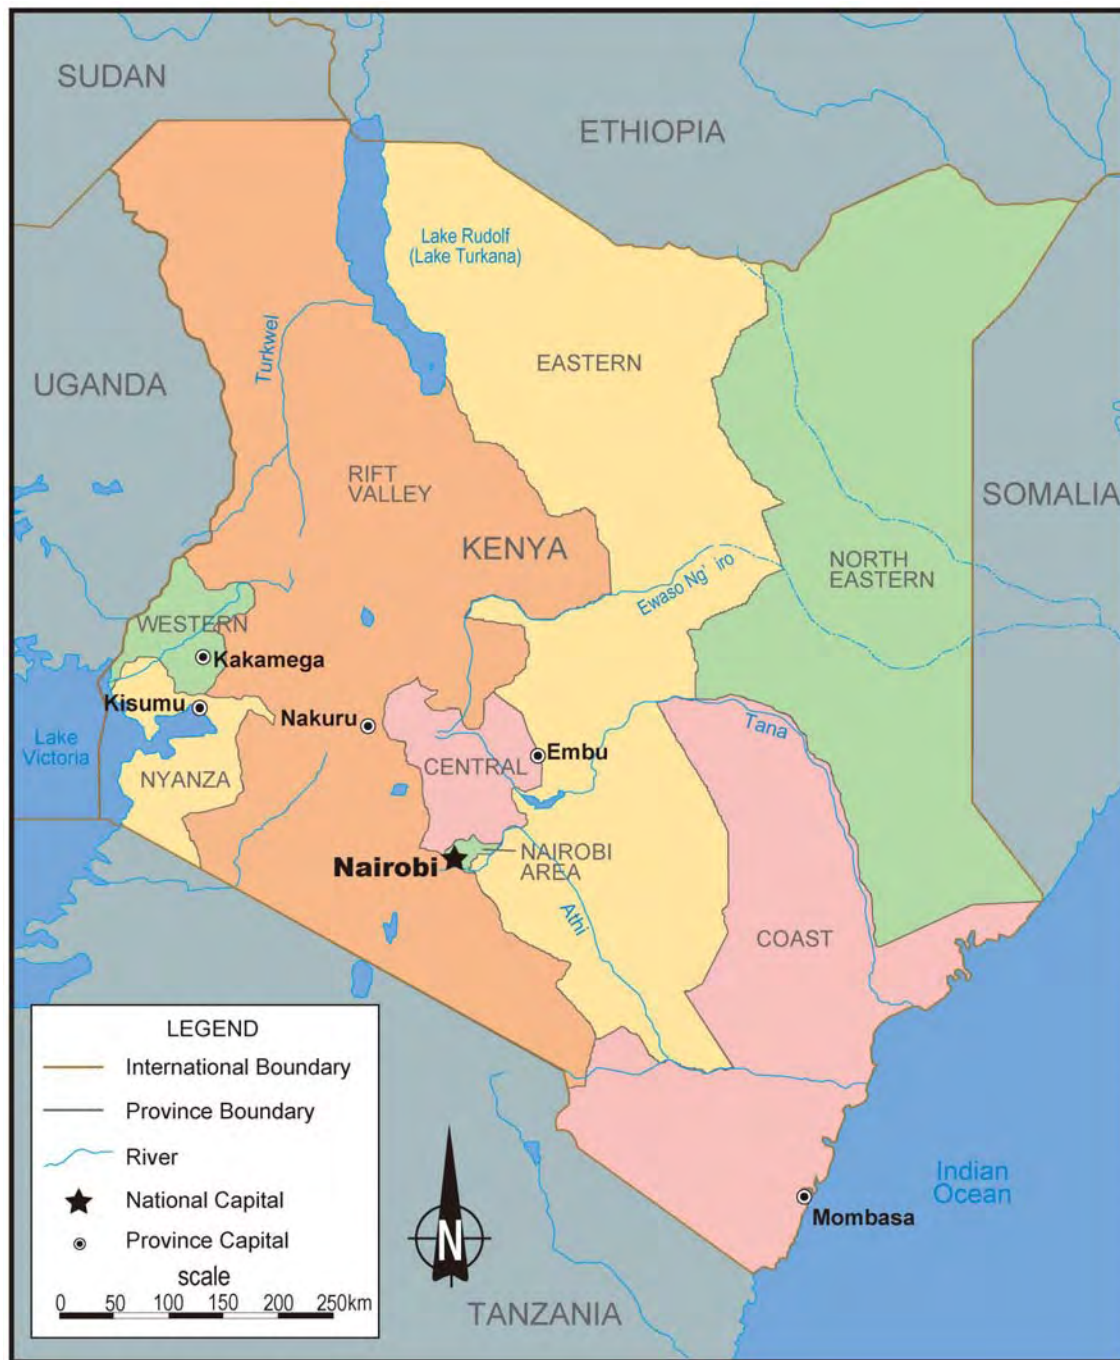 SUDAN
ETHIOPIA
Lake Rudolf
(Lake Turkana)
Turkwel
EASTERN
UGANDA
RIFT
VALLEY
SOMALIA
KENYA
NORTH
EASTERN
Ewaso Ng' iro
WESTERN
Kakamega
Kisumu
Nakuru
Tana
Lake
Victoria
Embu
CENTRAL
NYANZA
Nairobi
NAIROBI
AREA
Athi
COAST
LEGEND
International Boundary
Province Boundary
River
National Capital
Province Capital
scale
0 50 100 150 200 250km
N
Indian
Ocean
Mombasa
TANZANIA